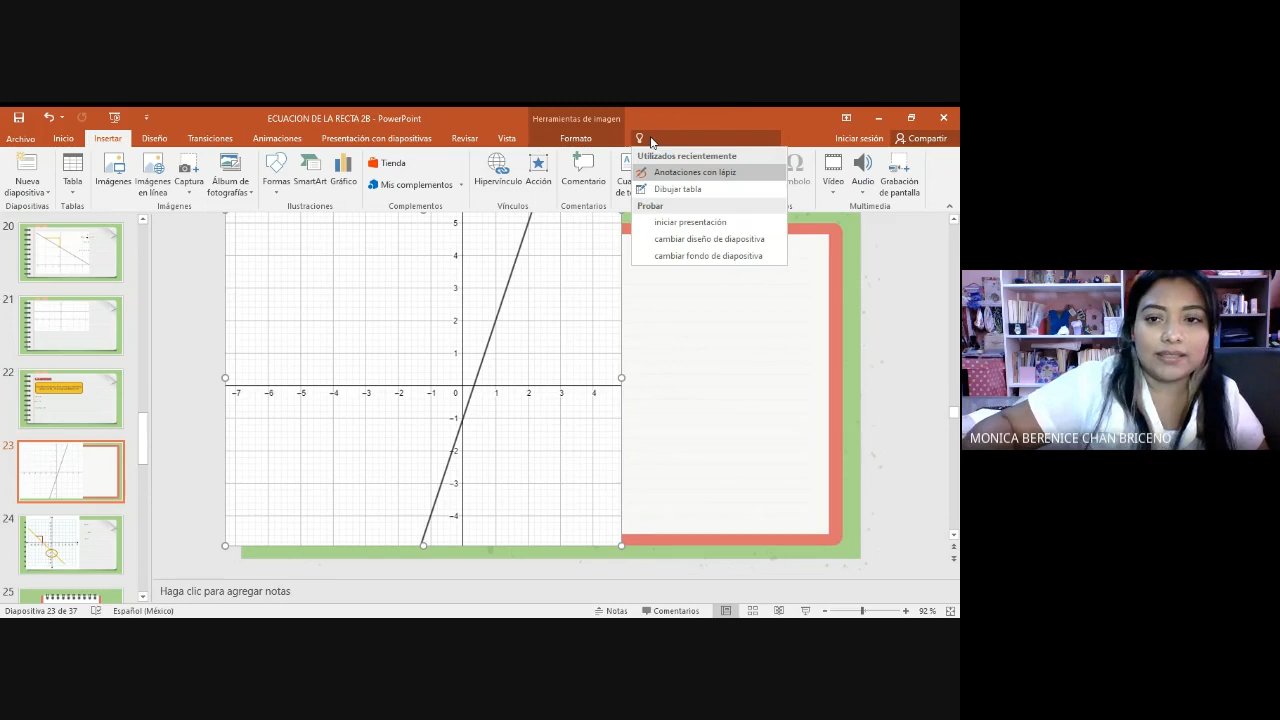 ECUACION DE LA RECTA 2B - PowerPoint
Herramientas de imagen
Archivo
Inicio
Insertar
Diseño
Transiciones
Animaciones
Presentación con diapositivas
Revisar
Vista
Formato
Iniciar sesión
Compartir
Nueva diapositiva
Tabla
Imágenes
Imágenes en línea
Captura
Álbum de fotografías
Formas
SmartArt
Gráfico
Tienda
Mis complementos
Hipervínculo
Acción
Comentario
Vídeo
Audio
Grabación de pantalla
Diapositivas
Tablas
Imágenes
Ilustraciones
Complementos
Vínculos
Comentarios
Multimedia
Utilizados recientemente
Anotaciones con lápiz
Dibujar tabla
Probar
iniciar presentación
cambiar diseño de diapositiva
cambiar fondo de diapositiva
20
21
22
23
24
25
5
4
3
2
1
−7 −6 −5 −4 −3 −2 −1 0 1 2 3 4
−1
−2
−3
−4
MONICA BERENICE CHAN BRICENO
Haga clic para agregar notas
Diapositiva 23 de 37
Español (México)
Notas
Comentarios
92 %